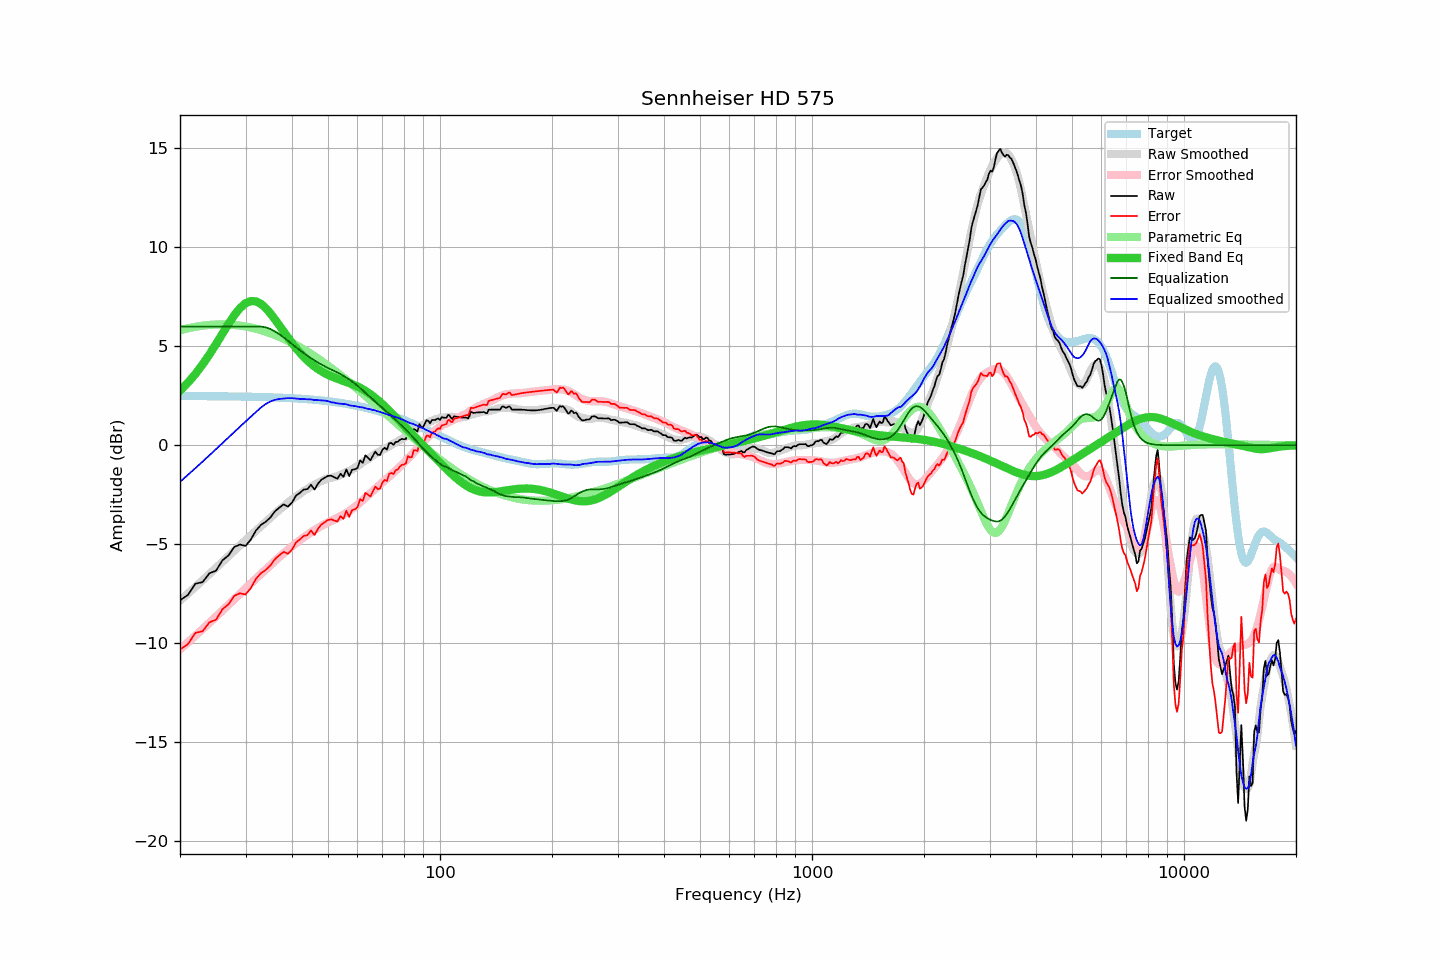 Sennheiser HD 575
15
10
5
0
−5
−10
−15
−20
Amplitude (dBr)
100
1000
10000
Frequency (Hz)
Target
Raw Smoothed
Error Smoothed
Raw
Error
Parametric Eq
Fixed Band Eq
Equalization
Equalized smoothed